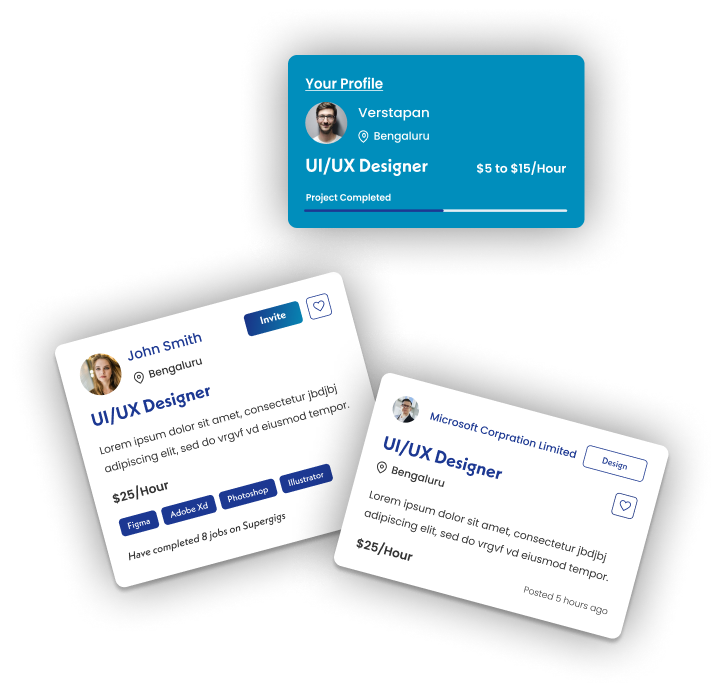 Your Profile
Verstapan
Bengaluru
UI/UX Designer
$5 to $15/Hour
Project Completed
John Smith
Invite
Bengaluru
UI/UX Designer
Lorem ipsum dolor sit amet, consectetur jbdjbj
adipiscing elit, sed do vrgvf vd eiusmod tempor.
$25/Hour
Figma
Adobe Xd
Photoshop
Illustrator
Have completed 8 jobs on Supergigs
Microsoft Corpration Limited
Design
UI/UX Designer
Bengaluru
Lorem ipsum dolor sit amet, consectetur jbdjbj
adipiscing elit, sed do vrgvf vd eiusmod tempor.
$25/Hour
Posted 5 hours ago